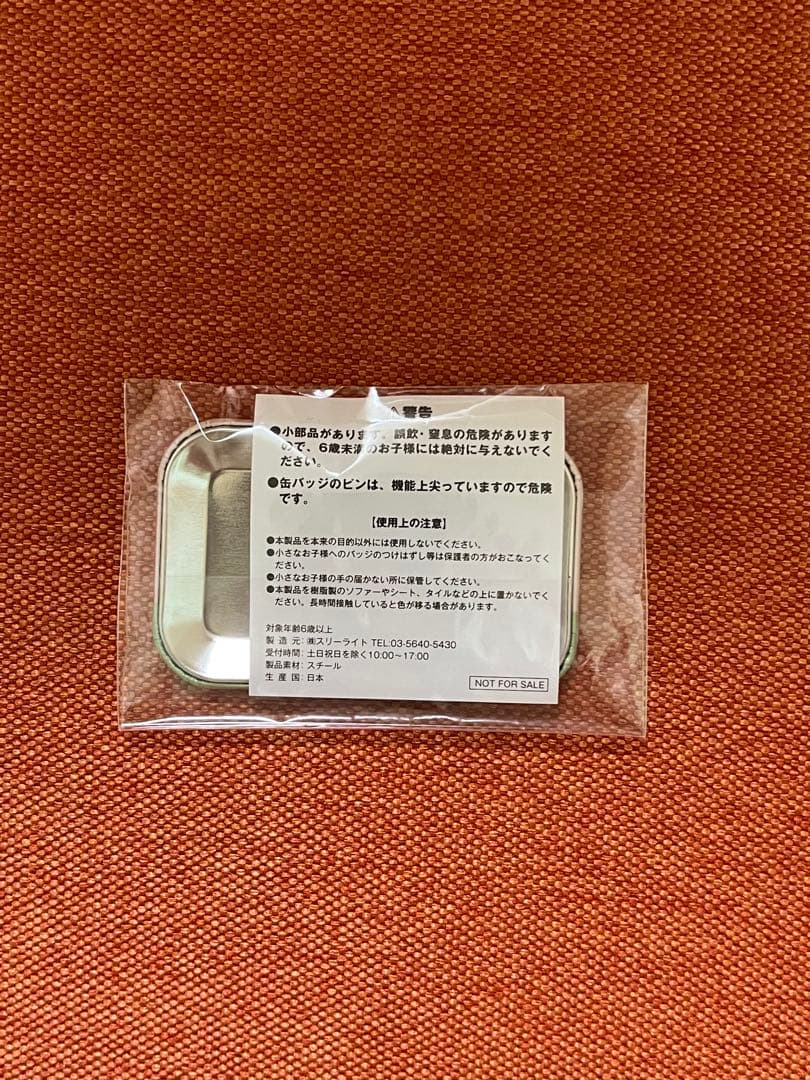 ⚠警告
●小部品があります。誤飲・窒息の危険があります
ので、6歳未満のお子様には絶対に与えないでく
ださい。
●缶バッジのピンは、機能上尖っていますので危険
です。
【使用上の注意】
●本製品を本来の目的以外には使用しないでください。
●小さなお子様へのバッジのつけはずし等は保護者の方がおこなってく
ださい。
●小さなお子様の手の届かない所に保管してください。
●本製品を樹脂製のソファーやシート、タイルなどの上に置かないでく
ださい。長時間接触していると色が移る場合があります。
対象年齢6歳以上
製造元:㈱スリーライト TEL:03-5640-5430
受付時間:土日祝日を除く10:00~17:00
製品素材:スチール
生産国:日本
NOT FOR SALE